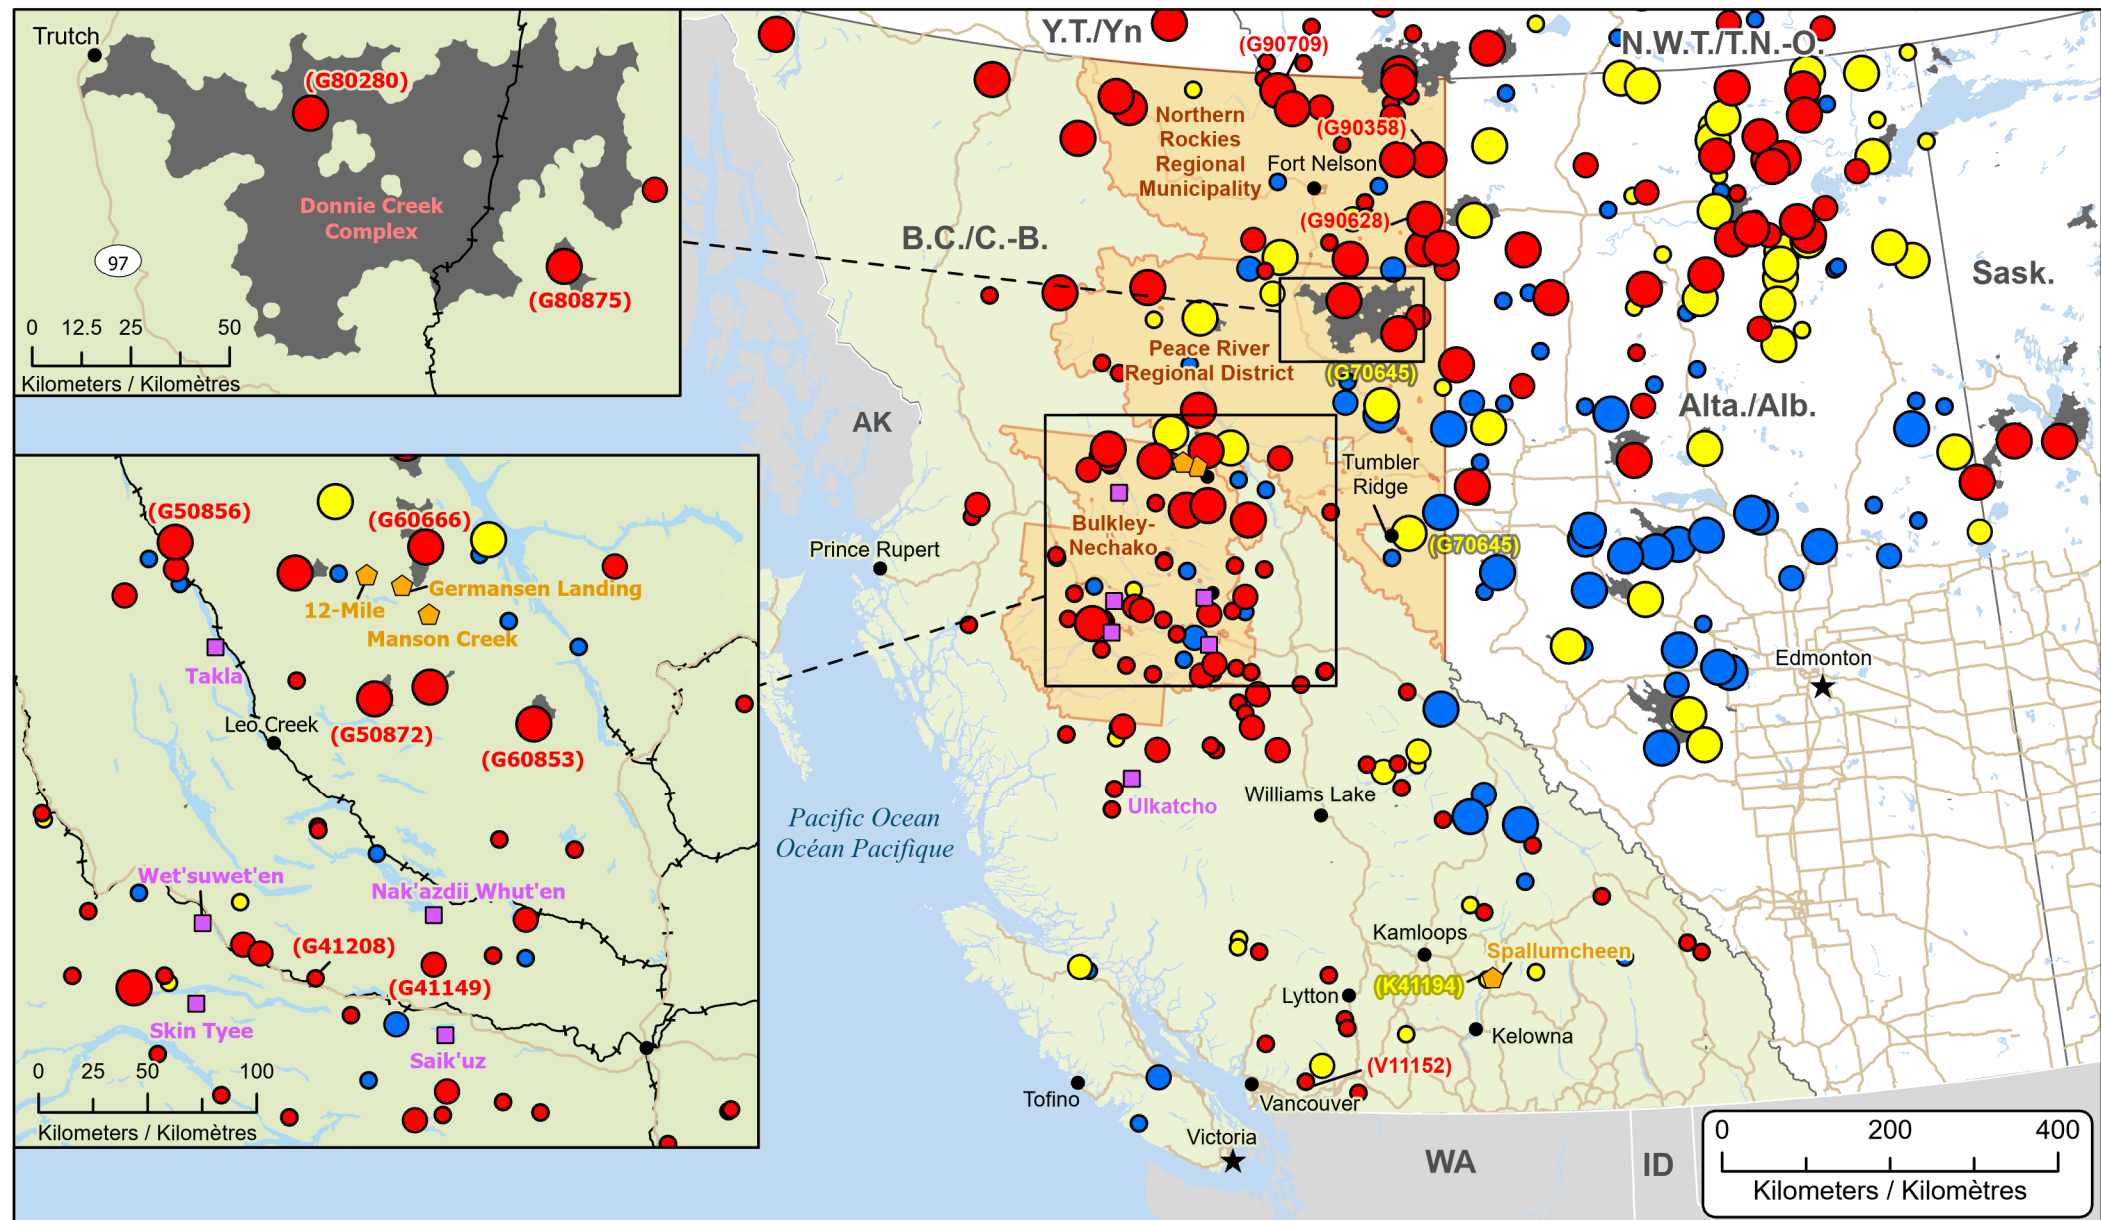 Trutch
(G80280)
Donnie Creek
Complex
97
(G80875)
0 12.5 25 50
Kilometers / Kilomètres
(G50856)
(G60666)
Germansen Landing
12-Mile
Manson Creek
Takla
Leo Creek
(G50872)
(G60853)
Wet'suwet'en
Nak'azdii Whut'en
(G41208)
(G41149)
Skin Tyee
Saik'uz
0 25 50 100
Kilometers / Kilomètres
Y.T./Yn
(G90709)
N.W.T./T.N.-O.
Northern
Rockies
Regional
Municipality
(G90358)
Fort Nelson
(G90628)
B.C./C.-B.
Sask.
Peace River
Regional District
(G70645)
AK
Alta./Alb.
Tumbler
Ridge
(G70645)
Bulkley-
Nechako
Prince Rupert
Edmonton
Pacific Ocean
Océan Pacifique
Ulkatcho
Williams Lake
Kamloops
Spallumcheen
(K41194)
Lytton
Kelowna
(V11152)
Tofino
Vancouver
Victoria
WA
ID
0 200 400
Kilometers / Kilomètres